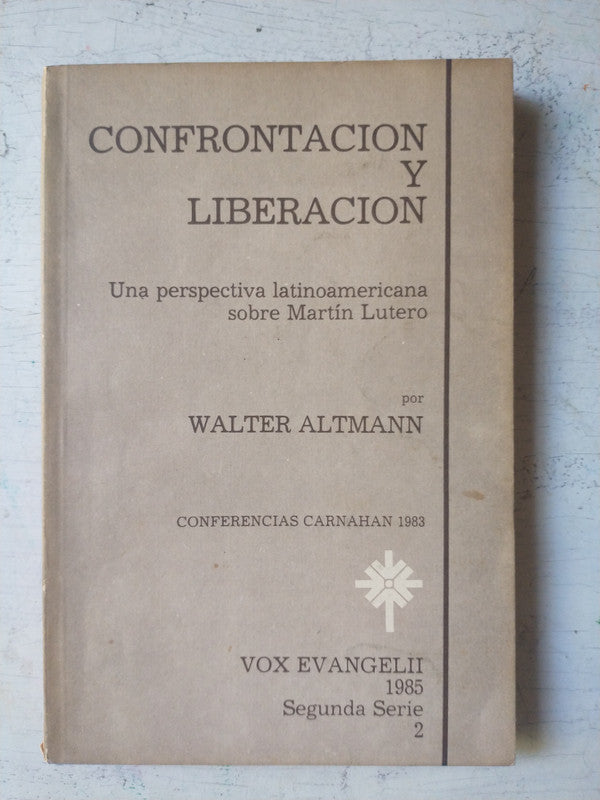 CONFRONTACION
Y
LIBERACION
Una perspectiva latinoamericana
sobre Martín Lutero
por
WALTER ALTMANN
CONFERENCIAS CARNAHAN 1983
VOX EVANGELII
1985
Segunda Serie
2